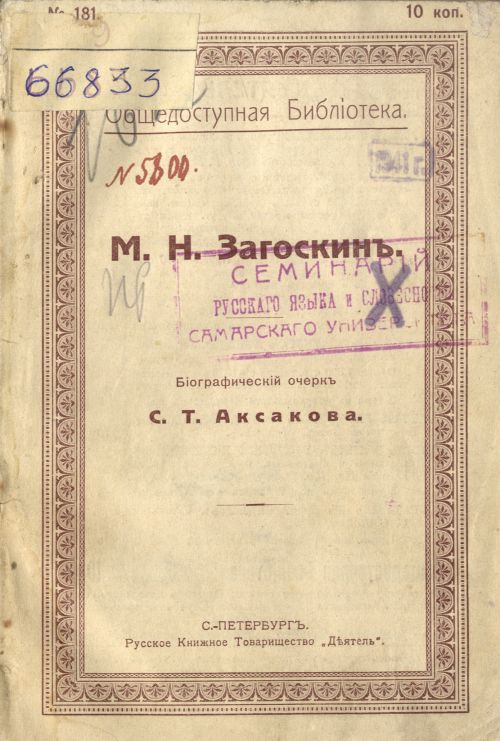 № 181.
10 коп.
66833
Общедоступная Библіотека.
N 5800.
1941 г.
М. Н. Загоскинъ.
СЕМИНАРІЙ
РУССКАГО ЯЗЫКА и СЛОВЕСНО
САМАРСКАГО УНИВЕР
Біографическій очеркъ
С. Т. Аксакова.
С.-ПЕТЕРБУРГЪ.
Русское Книжное Товарищество „Дѣятель“.